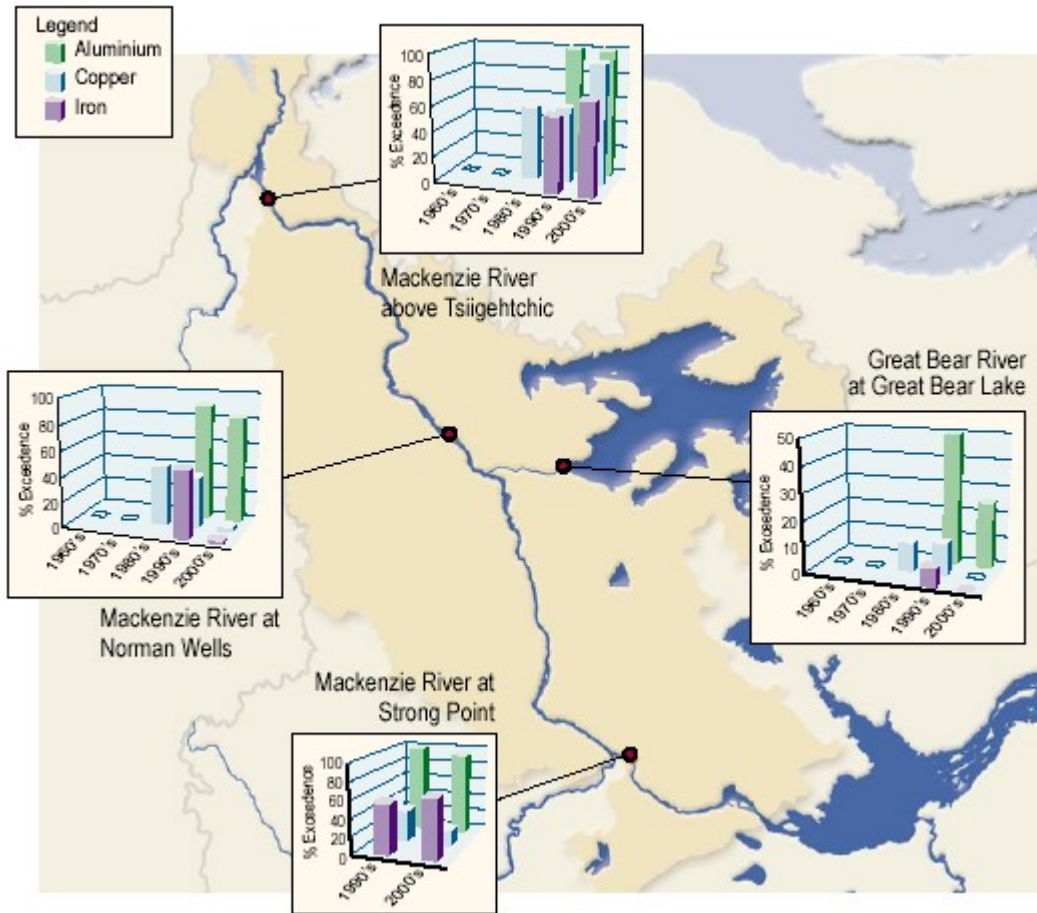 Legend
Aluminium
Copper
Iron
% Exceedence
100
80
60
40
20
0
1960's
1970's
1980's
1990's
2000's
Mackenzie River
above Tsiigehtchic
Great Bear River
at Great Bear Lake
% Exceedence
100
80
60
40
20
0
1960's
1970's
1980's
1990's
2000's
Mackenzie River at
Norman Wells
% Exceedence
50
40
30
20
10
0
1960's
1970's
1980's
1990's
2000's
Mackenzie River at
Strong Point
% Exceedence
100
80
60
40
20
0
1990's
2000's